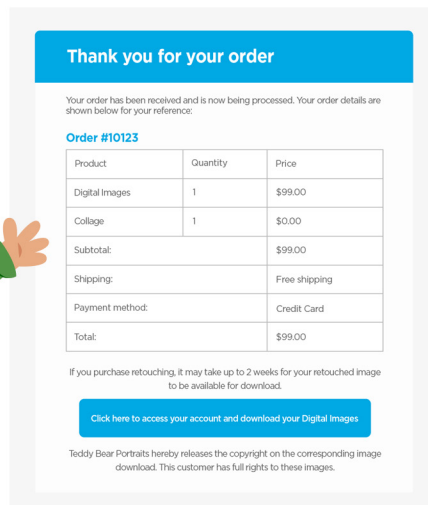 Thank you for your order
Your order has been received and is now being processed. Your order details are
shown below for your reference:
Order #10123
Product Quantity Price
Digital Images 1 $99.00
Collage 1 $0.00
Subtotal: $99.00
Shipping: Free shipping
Payment method: Credit Card
Total: $99.00
If you purchase retouching, it may take up to 2 weeks for your retouched image
to be available for download.
Click here to access your account and download your Digital Images
Teddy Bear Portraits hereby releases the copyright on the corresponding image
download. This customer has full rights to these images.